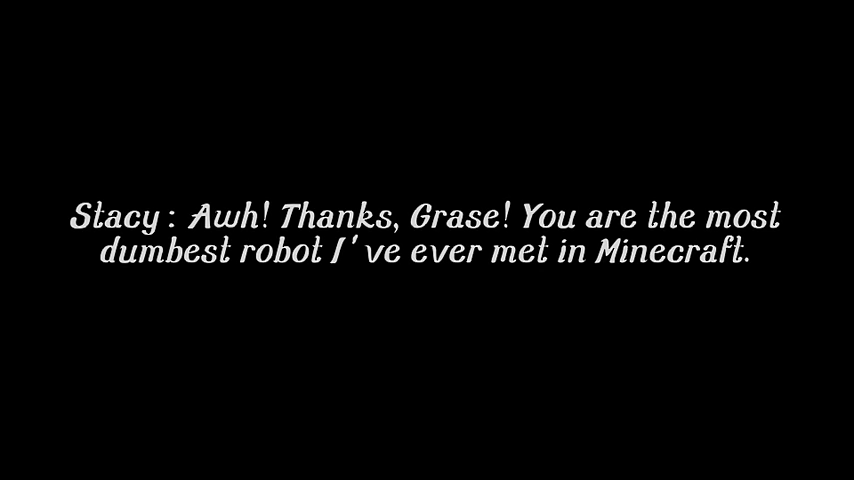 Stacy : Awh! Thanks, Grase! You are the most
dumbest robot I've ever met in Minecraft.